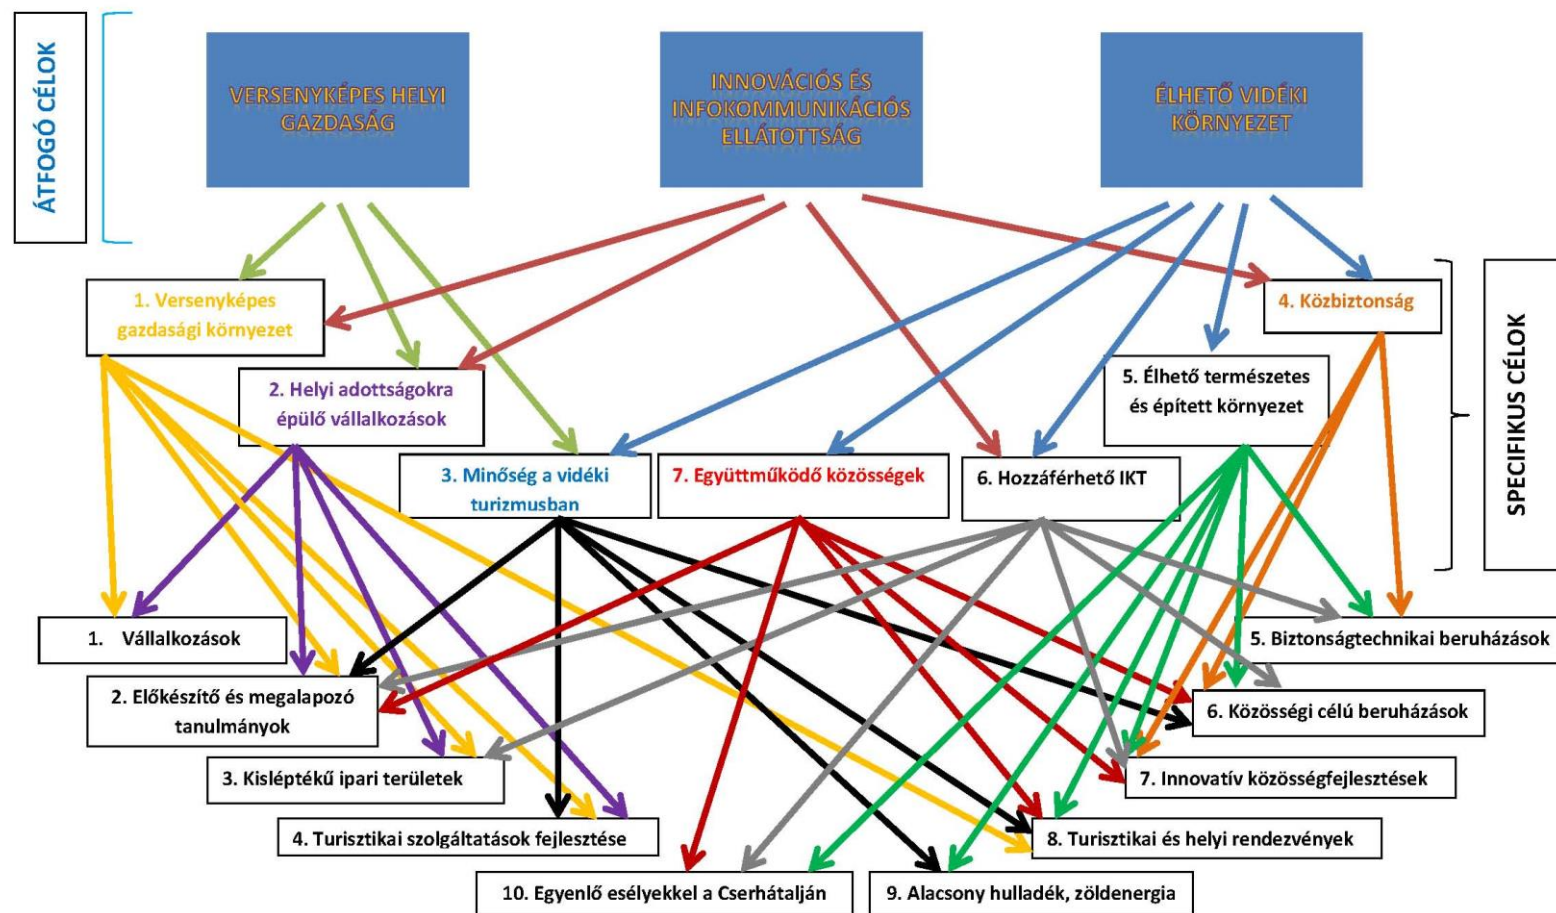 ÁTFOGÓ CÉLOK
VERSENYKÉPES HELYI
GAZDASÁG
INNOVÁCIÓS ÉS
INFOKOMMUNIKÁCIÓS
ELLÁTOTTSÁG
ÉLHETŐ VIDÉKI
KÖRNYEZET
1. Versenyképes
gazdasági környezet
4. Közbiztonság
SPECIFIKUS CÉLOK
2. Helyi adottságokra
épülő vállalkozások
5. Élhető természetes
és épített környezet
3. Minőség a vidéki
turizmusban
7. Együttműködő közösségek
6. Hozzáférhető IKT
1. Vállalkozások
5. Biztonságtechnikai beruházások
2. Előkészítő és megalapozó
tanulmányok
6. Közösségi célú beruházások
3. Kisléptékű ipari területek
7. Innovatív közösségfejlesztések
4. Turisztikai szolgáltatások fejlesztése
8. Turisztikai és helyi rendezvények
10. Egyenlő esélyekkel a Cserhátalján
9. Alacsony hulladék, zöldenergia